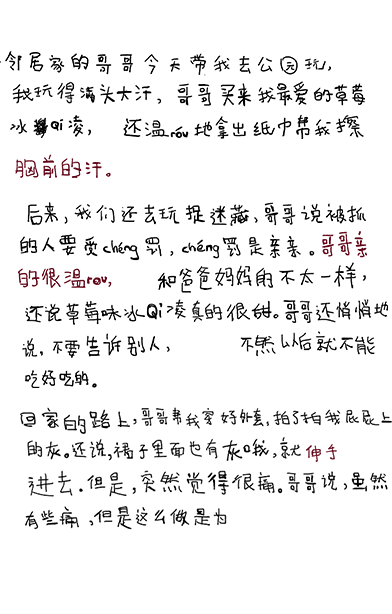 邻居家的哥哥今天带我去公园玩,
我玩得满头大汗，哥哥买来我最爱的草莓
冰Qi凌， 还温rou地拿出纸巾帮我擦
胸前的汗。
后来，我们还去玩捉迷藏，哥哥说被抓
的人要受chéng罚，chéng罚是亲亲。哥哥亲
的很温rou, 和爸爸妈妈的不太一样，
还说草莓味冰Qi凌真的很甜。哥哥还悄悄地
说，不要告诉别人， 不然以后就不能
吃好吃的。
回家的路上，哥哥帮我穿好外套，拍了拍我屁屁上
的灰。还说，裙子里面也有灰哦，就伸手
进去.但是，突然觉得很痛。哥哥说，虽然
有些痛，但是这么做是为